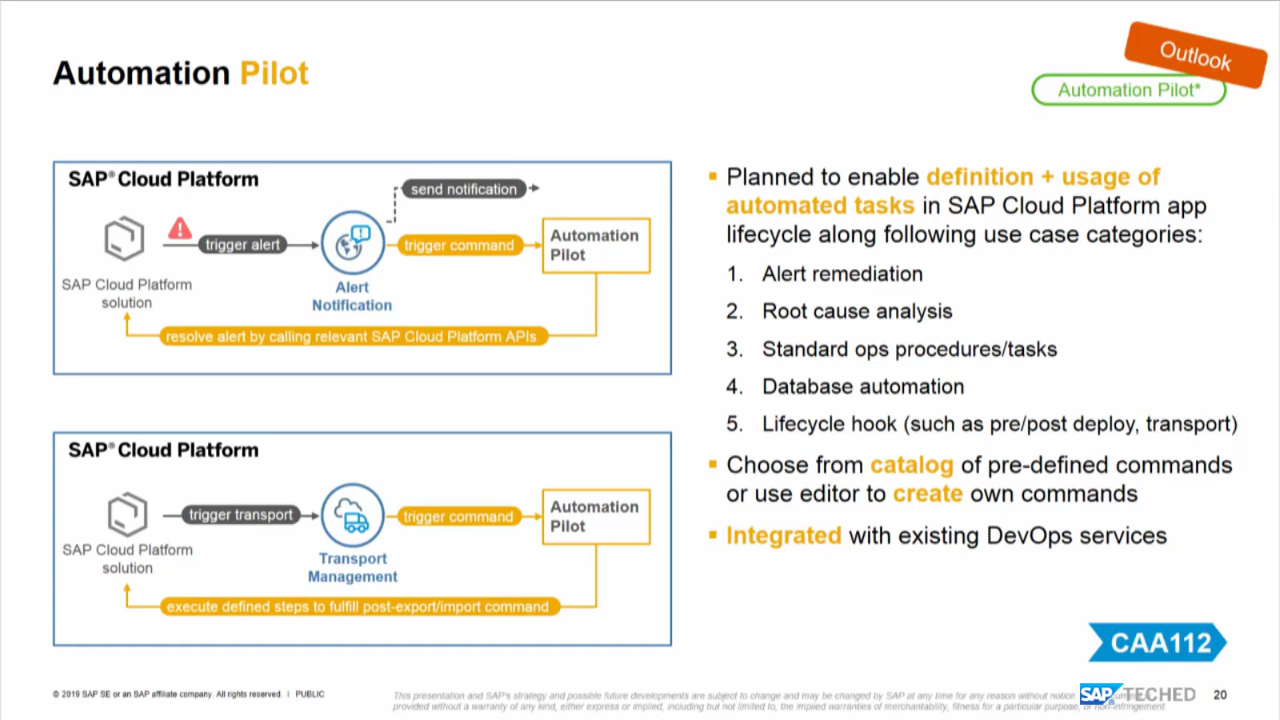 Automation Pilot
Outlook
Automation Pilot*
SAP® Cloud Platform
send notification
trigger alert
trigger command
Automation
Pilot
SAP Cloud Platform
solution
Alert
Notification
resolve alert by calling relevant SAP Cloud Platform APIs
SAP® Cloud Platform
trigger transport
trigger command
Automation
Pilot
SAP Cloud Platform
solution
Transport
Management
execute defined steps to fulfill post-export/import command
▪ Planned to enable definition + usage of
automated tasks in SAP Cloud Platform app
lifecycle along following use case categories:
1. Alert remediation
2. Root cause analysis
3. Standard ops procedures/tasks
4. Database automation
5. Lifecycle hook (such as pre/post deploy, transport)
▪ Choose from catalog of pre-defined commands
or use editor to create own commands
▪ Integrated with existing DevOps services
CAA112
© 2019 SAP SE or an SAP affiliate company. All rights reserved. I PUBLIC
This presentation and SAP's strategy and possible future developments are subject to change and may be changed by SAP at any time for any reason without notice.
provided without a warranty of any kind, either express or implied, including but not limited to, the implied warranties of merchantability, fitness for a particular purpose, or non-infringement
SAP TECHED
20